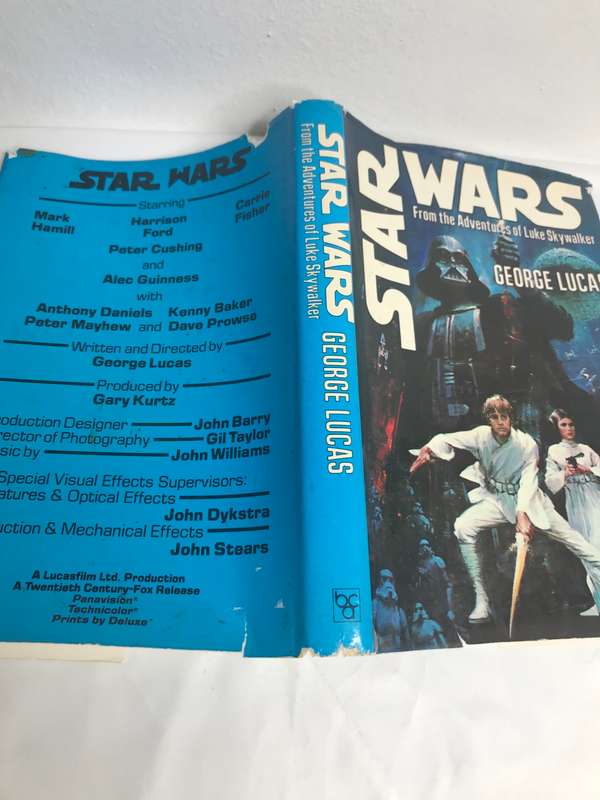 STAR WARS
Starring
Mark Hamill
Harrison Ford
Carrie Fisher
Peter Cushing
and
Alec Guinness
with
Anthony Daniels Kenny Baker
Peter Mayhew and Dave Prowse
Written and Directed by
George Lucas
Produced by
Gary Kurtz
oduction Designer John Barry
rector of Photography Gil Taylor
sic by John Williams
Special Visual Effects Supervisors:
atures & Optical Effects
John Dykstra
uction & Mechanical Effects
John Stears
A Lucasfilm Ltd. Production
A Twentieth Century-Fox Release
Panavision®
Technicolor®
Prints by Deluxe®
STAR WARS
From the Adventures of Luke Skywalker
GEORGE LUCAS
STAR WARS
From the Adventures of Luke Skywalker
GEORGE LUCAS